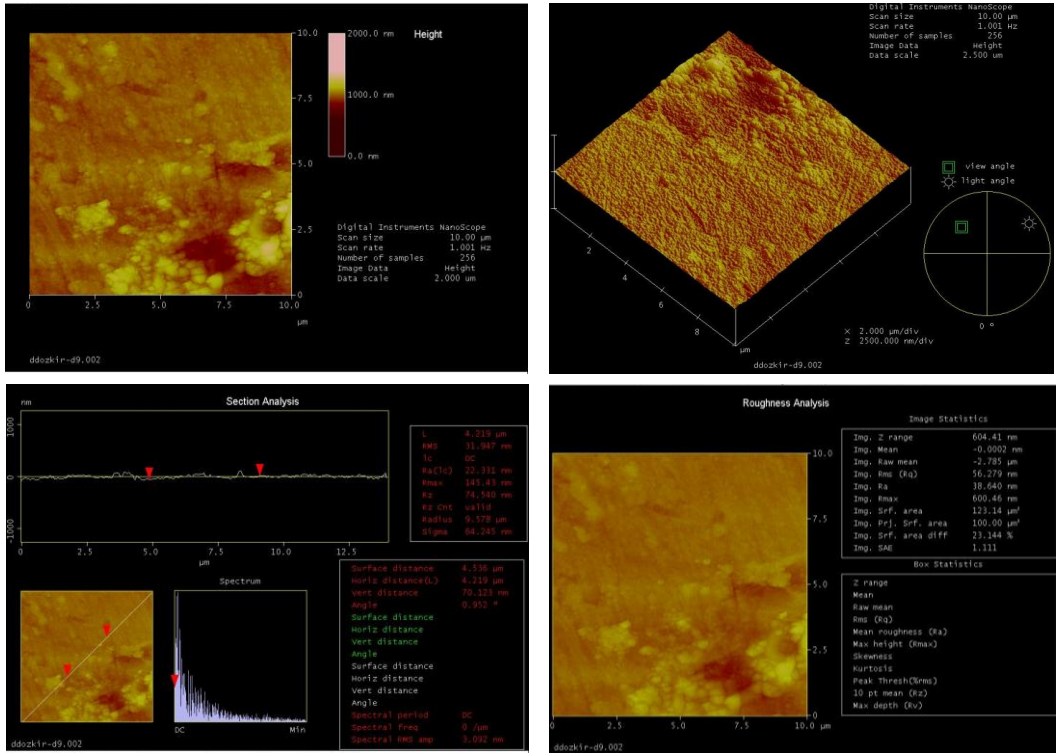 Height
2000.0 nm
1000.0 nm
0.0 nm
10.0
7.5
5.0
2.5
0
0 2.5 5.0 7.5 10.0
µm
Digital Instruments NanoScope
Scan size 10.00 µm
Scan rate 1.001 Hz
Number of samples 256
Image Data Height
Data scale 2.000 um
ddozkir-d9.002
Digital Instruments NanoScope
Scan size 10.00 µm
Scan rate 1.001 Hz
Number of samples 256
Image Data Height
Data scale 2.500 um
view angle
light angle
0 °
2
4
6
8
µm
X 2.000 µm/div
Z 2500.000 nm/div
ddozkir-d9.002
Section Analysis
nm
1000
0
-1000
0 5.0 10.0 12.5
µm
L 4.219 µm
RMS 31.947 nm
lc DC
Ra(lc) 22.331 nm
Rmax 145.43 nm
Rz 74.540 nm
Rz Cnt valid
Radius 9.578 µm
Sigma 64.245 nm
Spectrum
DC Min
Surface distance 4.536 µm
Horiz distance(L) 4.219 µm
Vert distance 70.123 nm
Angle 0.952 °
Surface distance
Horiz distance
Vert distance
Angle
Surface distance
Horiz distance
Vert distance
Angle
Spectral period DC
Spectral freq 0 /µm
Spectral RMS amp 3.092 nm
ddozkir-d9.002
Roughness Analysis
10.0
7.5
5.0
2.5
0
0 2.5 5.0 7.5 10.0 µm
Image Statistics
Img. Z range 604.41 nm
Img. Mean -0.0002 nm
Img. Raw mean -2.785 µm
Img. Rms (Rq) 56.279 nm
Img. Ra 38.640 nm
Img. Rmax 600.46 nm
Img. Srf. area 123.14 µm²
Img. Prj. Srf. area 100.00 µm²
Img. Srf. area diff 23.144 %
Img. SAE 1.111
Box Statistics
Z range
Mean
Raw mean
Rms (Rq)
Mean roughness (Ra)
Max height (Rmax)
Skewness
Kurtosis
Peak Thresh(%rms)
10 pt mean (Rz)
Max depth (Rv)
ddozkir-d9.002